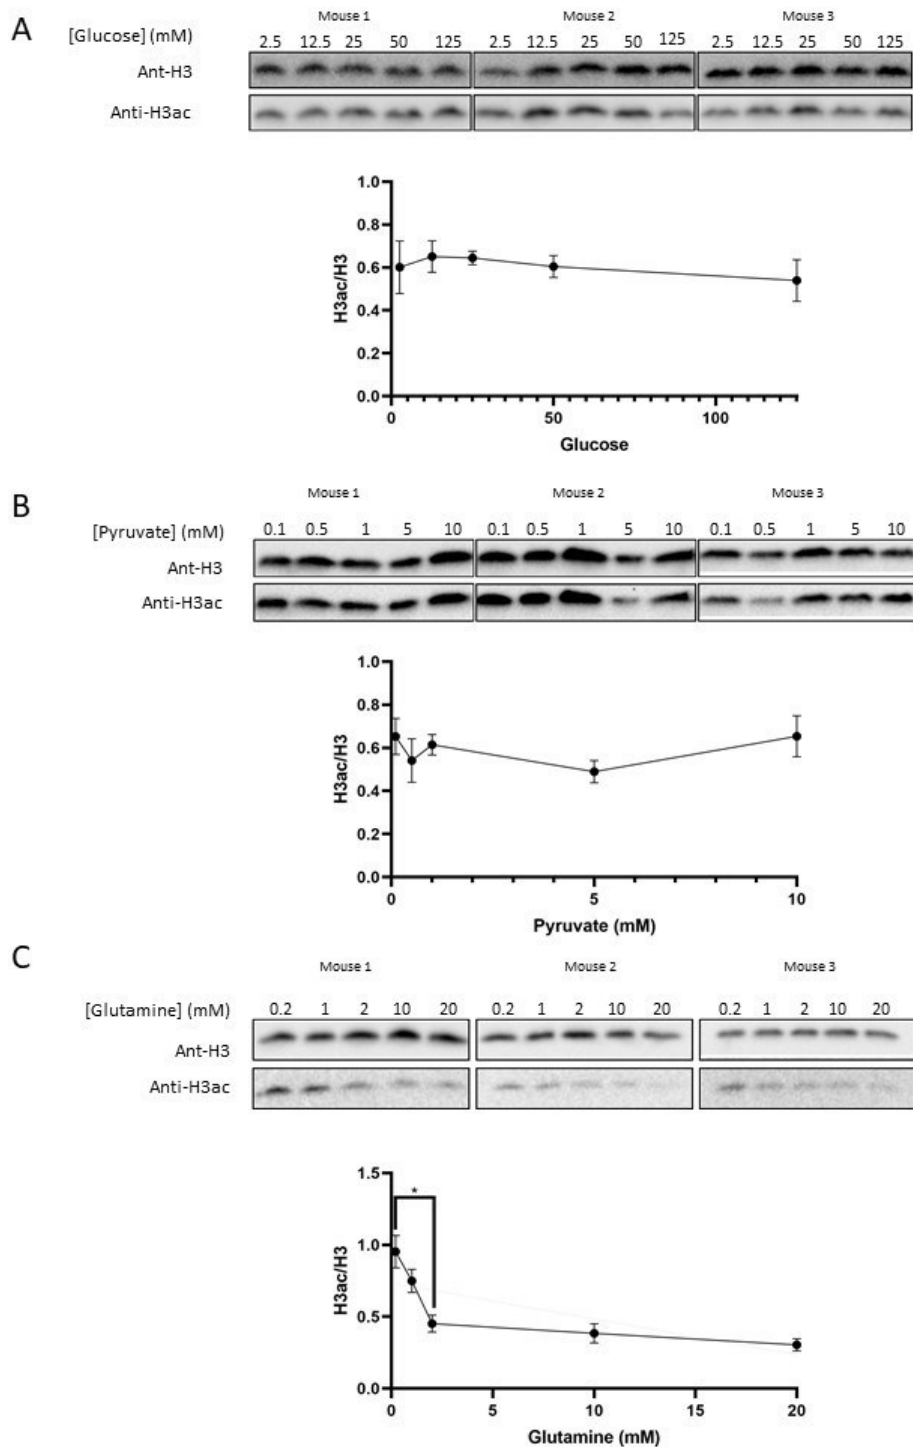 A
Mouse 1 Mouse 2 Mouse 3
[Glucose] (mM) 2.5 12.5 25 50 125 2.5 12.5 25 50 125 2.5 12.5 25 50 125
Ant-H3
Anti-H3ac
1.0
0.8
0.6
0.4
0.2
0.0
H3ac/H3
0 50 100
Glucose
B
Mouse 1 Mouse 2 Mouse 3
[Pyruvate] (mM) 0.1 0.5 1 5 10 0.1 0.5 1 5 10 0.1 0.5 1 5 10
Ant-H3
Anti-H3ac
1.0
0.8
0.6
0.4
0.2
0.0
H3ac/H3
0 5 10
Pyruvate (mM)
C
Mouse 1 Mouse 2 Mouse 3
[Glutamine] (mM) 0.2 1 2 10 20 0.2 1 2 10 20 0.2 1 2 10 20
Ant-H3
Anti-H3ac
1.5
*
1.0
0.5
0.0
H3ac/H3
0 5 10 15 20
Glutamine (mM)